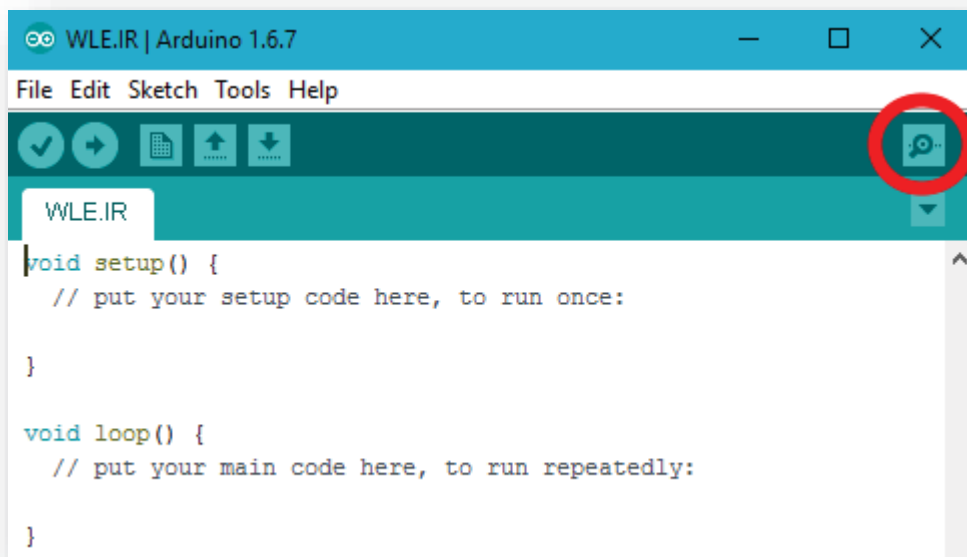 WLE.IR | Arduino 1.6.7
File Edit Sketch Tools Help
WLE.IR
void setup() {
  // put your setup code here, to run once:
}
void loop() {
  // put your main code here, to run repeatedly:
}